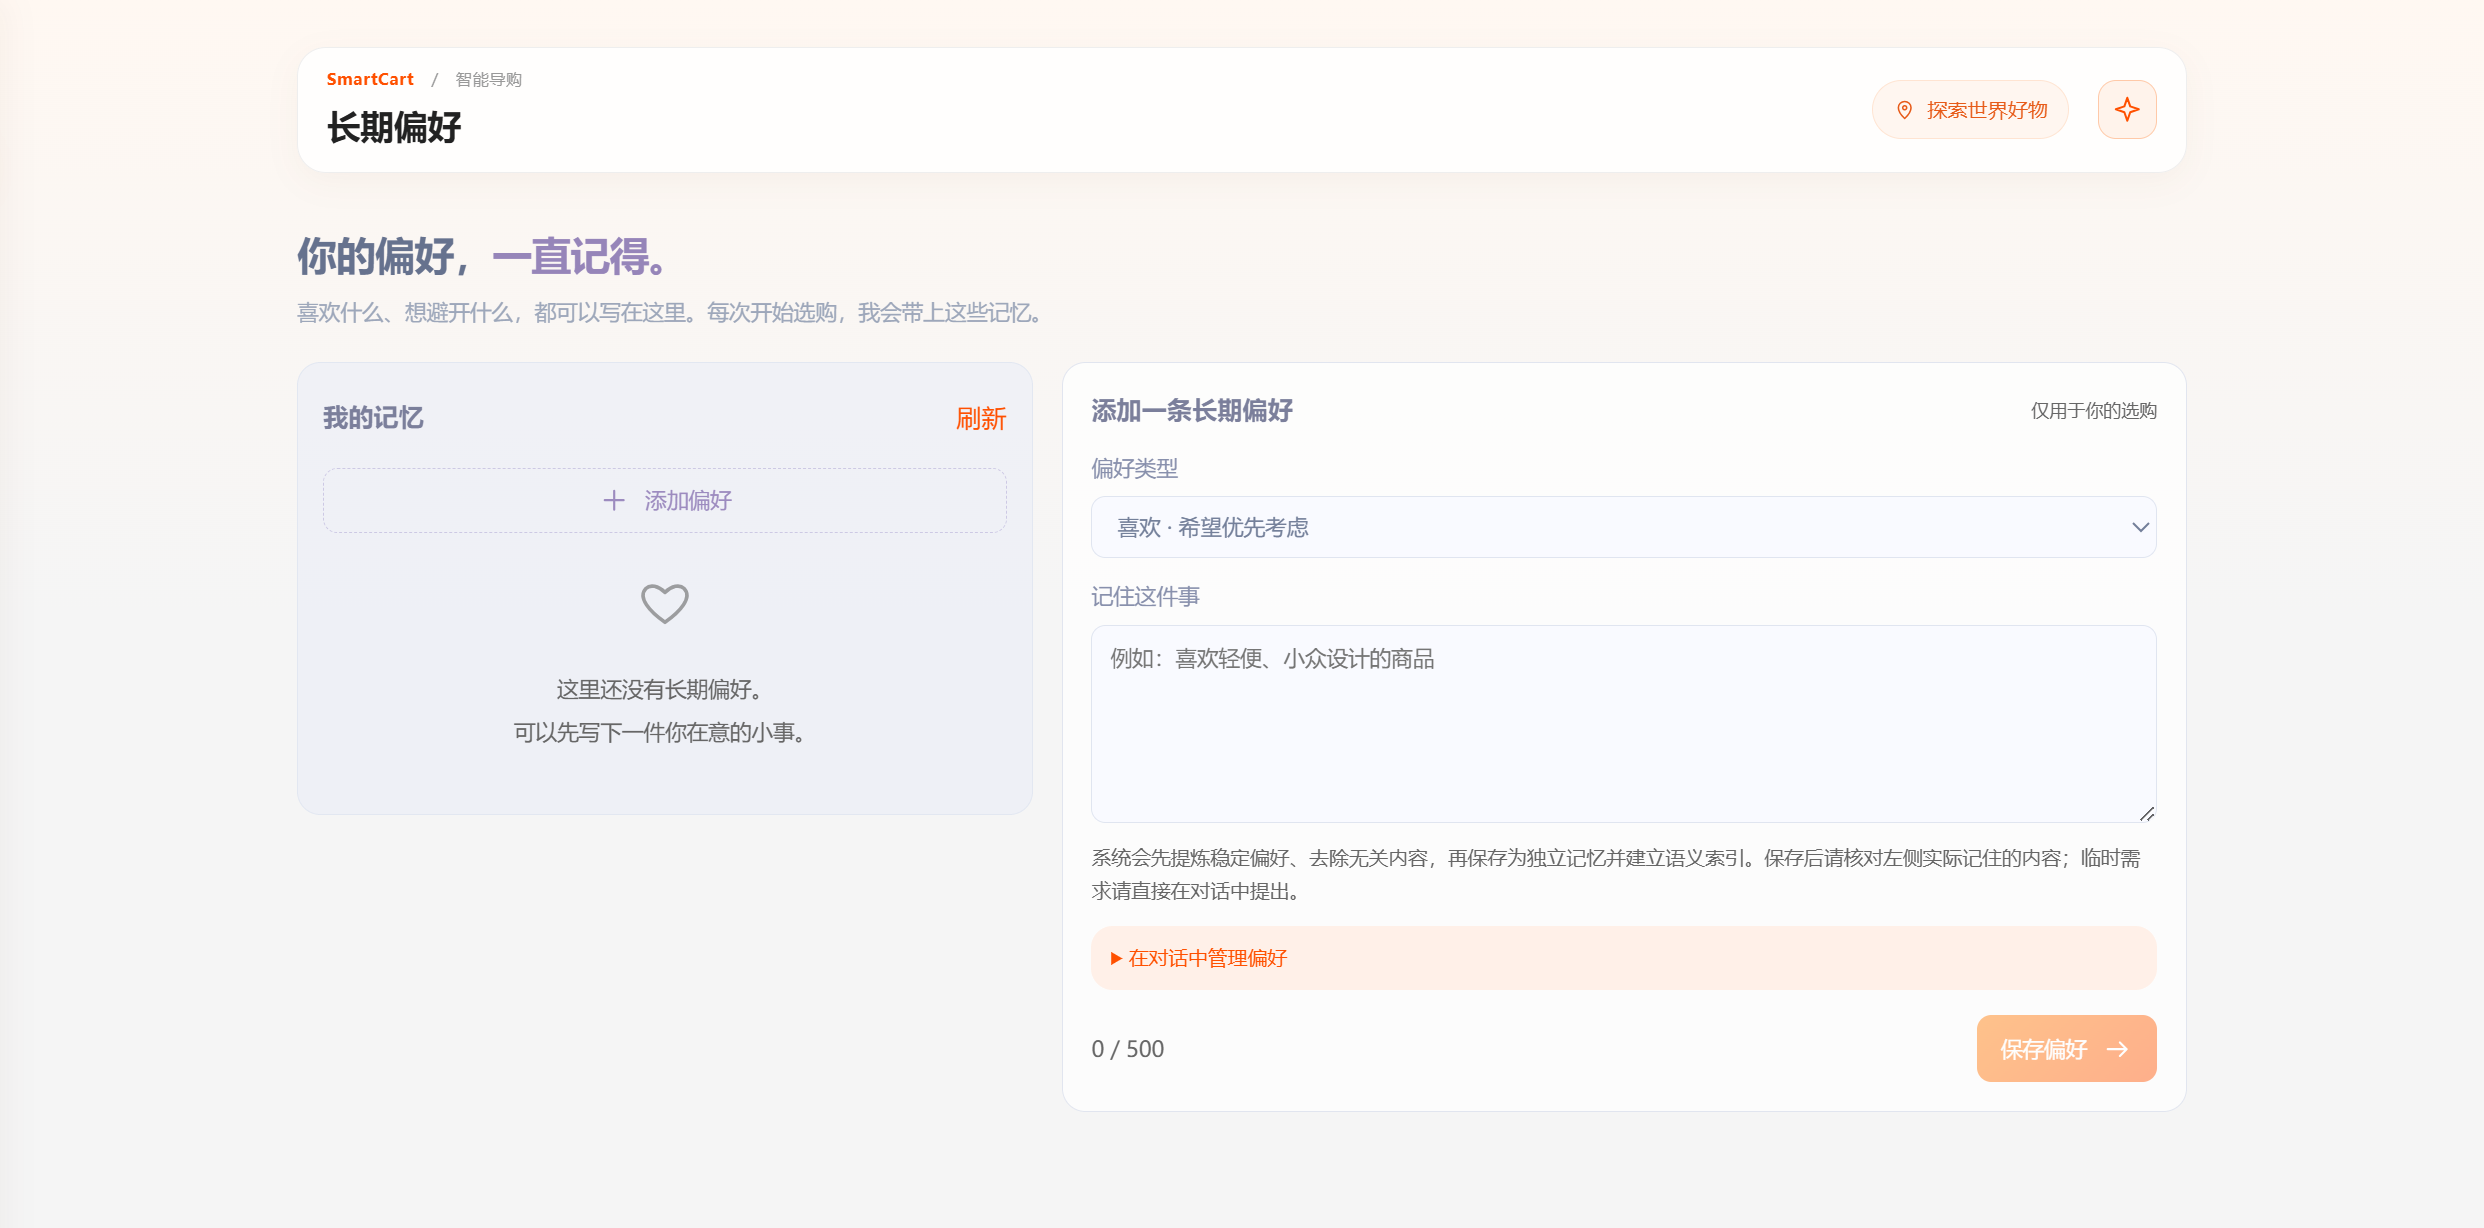 SmartCart / 智能导购
长期偏好
探索世界好物
你的偏好，一直记得。
喜欢什么、想避开什么，都可以写在这里。每次开始选购，我会带上这些记忆。
我的记忆
刷新
添加偏好
这里还没有长期偏好。
可以先写下一件你在意的小事。
添加一条长期偏好
仅用于你的选购
偏好类型
喜欢 · 希望优先考虑
记住这件事
例如：喜欢轻便、小众设计的商品
系统会先提炼稳定偏好、去除无关内容，再保存为独立记忆并建立语义索引。保存后请核对左侧实际记住的内容；临时需
求请直接在对话中提出。
在对话中管理偏好
0 / 500
保存偏好